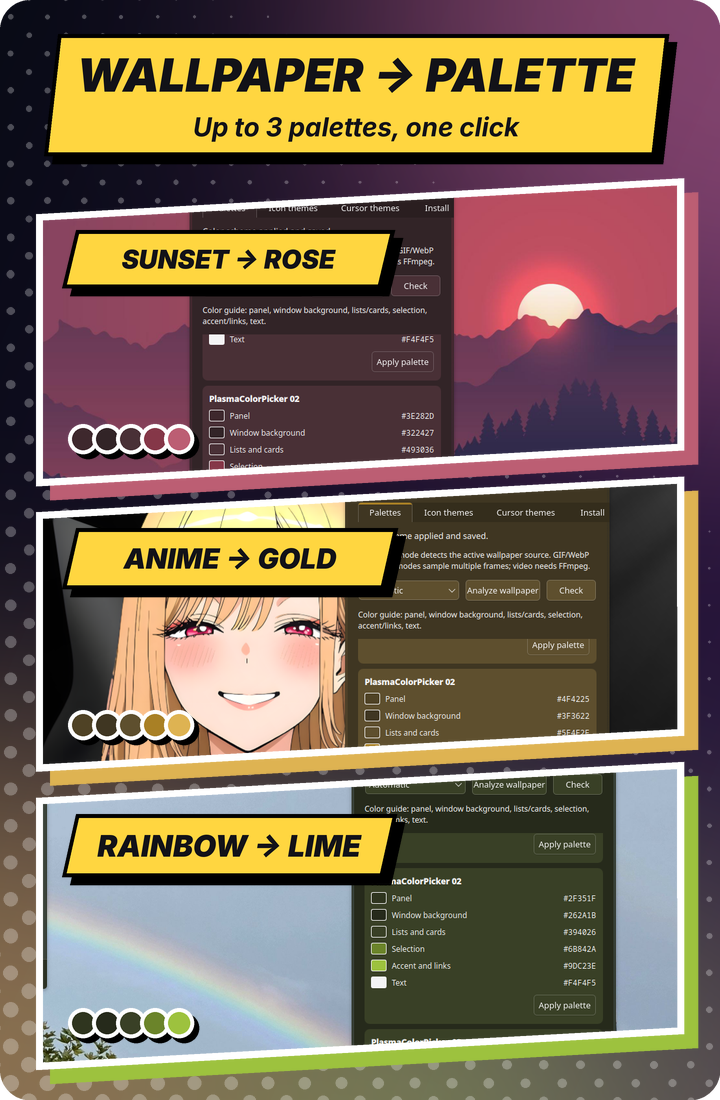 WALLPAPER → PALETTE
Up to 3 palettes, one click
Icon themes Cursor themes Install
SUNSET → ROSE
GIF/WebP
FFmpeg.
Check
Color guide: panel, window background, lists/cards, selection,
accent/links, text.
Text #F4F4F5
Apply palette
PlasmaColorPicker 02
Panel #3E282D
Window background #322427
Lists and cards #493036
Selection
Palettes Icon themes Cursor themes Install
ANIME → GOLD
applied and saved.
detects the active wallpaper source. GIF/WebP
sample multiple frames; video needs FFmpeg.
Analyze wallpaper Check
Color guide: panel, window background, lists/cards, selection,
accent/links, text.
Apply palette
PlasmaColorPicker 02
Panel #4F4225
Window background #3F3622
Lists and cards #5F4F2F
Automatic Analyze wallpaper Check
Color guide: panel, window background, lists/cards, selection,
text.
RAINBOW → LIME
Apply palette
PlasmaColorPicker 02
Panel #2F351F
Window background #262A1B
Lists and cards #394026
Selection #6B842A
Accent and links #9DC23E
Text #F4F4F5
Apply palette